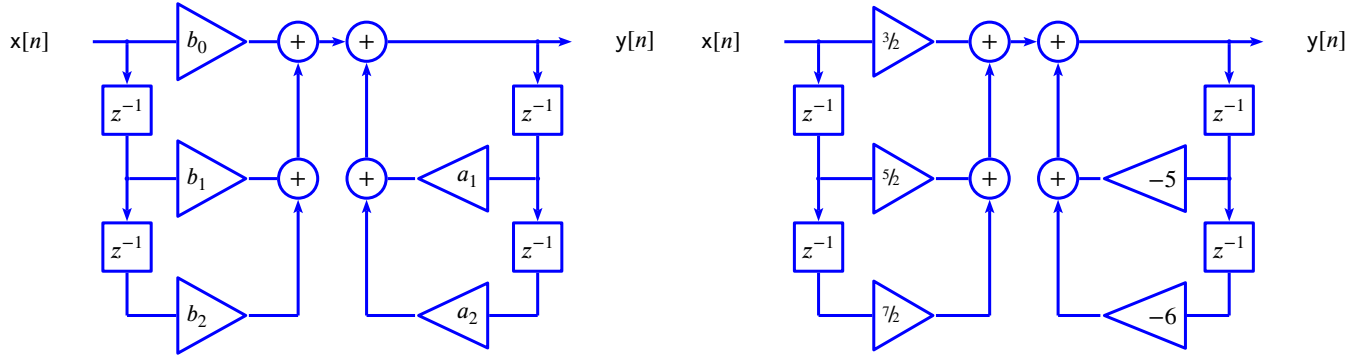 x[n] b₀ + + y[n] x[n] 3/2 + + y[n]
z⁻¹ z⁻¹ z⁻¹ z⁻¹
b₁ + + a₁ 5/2 + + −5
z⁻¹ z⁻¹ z⁻¹ z⁻¹
b₂ a₂ 7/2 −6